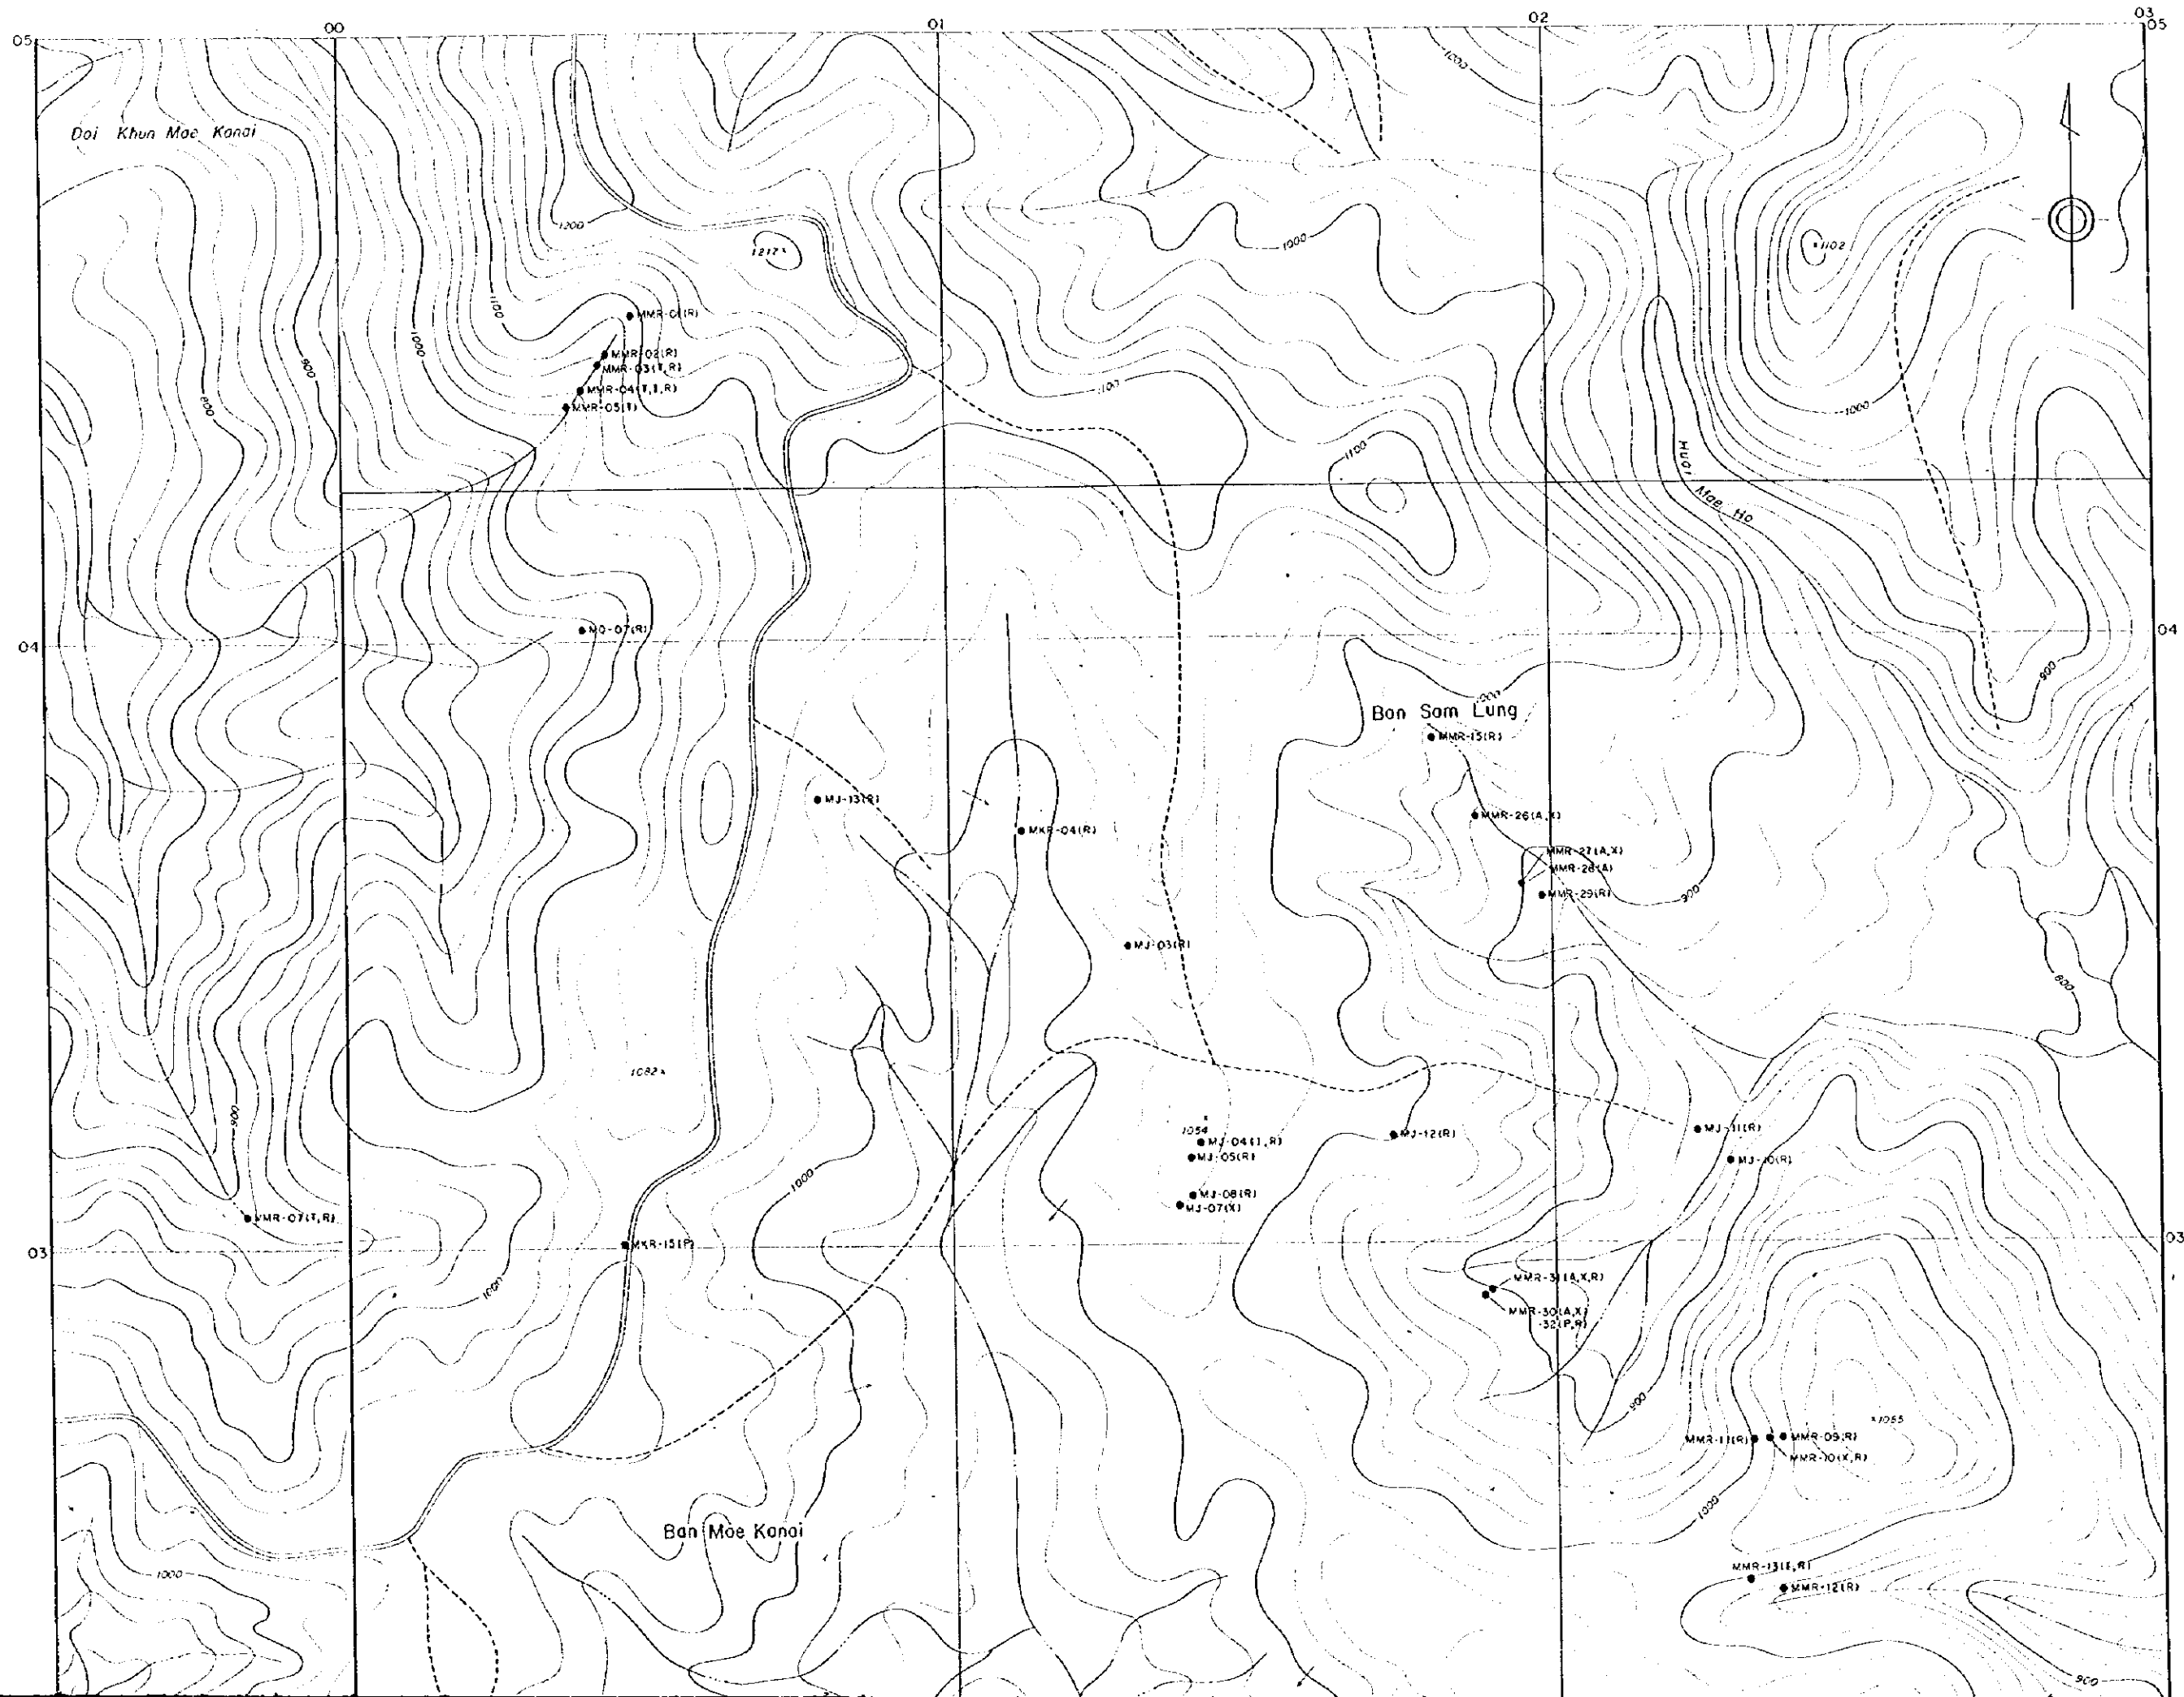 00
01
02
03
05
05
Doi Khun Mae Kanai
1000
1200
1217×
1000
×1102
1100
1000
900
800
MMR-01(R)
MMR-02(R)
MMR-03(T,R)
MMR-04(T,I,R)
MMR-05(T)
1100
1000
Huai Mae Ho
MO-07(R)
04
04
900
Ban Sam Lung
MMR-15(R)
MJ-13(R)
MKR-04(R)
MMR-26(A,X)
MMR-27(A,X)
MMR-28(A)
MMR-29(R)
900
MJ-03(R)
800
1082×
900
1054
MJ-04(I,R)
MJ-05(R)
MJ-12(R)
MJ-11(R)
MJ-10(R)
1000
MJ-08(R)
MJ-07(X)
MMR-07(T,R)
03
MKR-15(P)
03
1000
MMR-31(A,X,R)
MMR-30(A,X)
-32(P,R)
900
×1055
MMR-11(R)
MMR-09(R)
MMR-10(X,R)
1000
Ban Mae Kanai
1000
MMR-12(R)
900